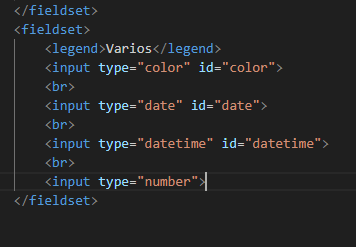 </fieldset>
<fieldset>
<legend>Varios</legend>
<input type="color" id="color">
<br>
<input type="date" id="date">
<br>
<input type="datetime" id="datetime">
<br>
<input type="number">
</fieldset>